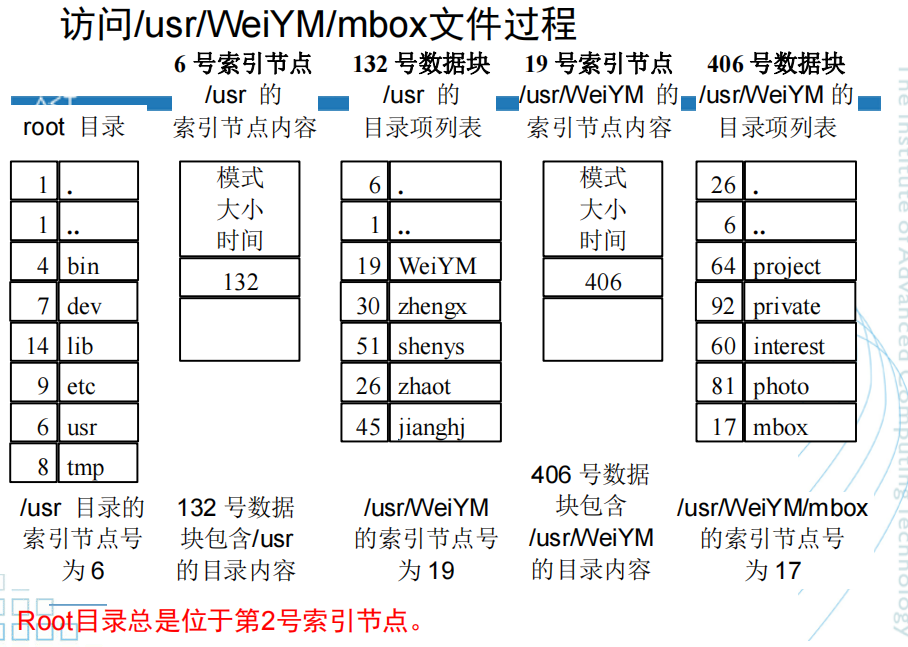 访问/usr/WeiYM/mbox文件过程
root 目录
1 .
1 ..
4 bin
7 dev
14 lib
9 etc
6 usr
8 tmp
/usr 目录的
索引节点号
为 6
6 号索引节点
/usr 的
索引节点内容
模式
大小
时间
132
132 号数据
块包含/usr
的目录内容
132 号数据块
/usr 的
目录项列表
6 .
1 ..
19 WeiYM
30 zhengx
51 shenys
26 zhaot
45 jianghj
/usr/WeiYM
的索引节点号
为 19
19 号索引节点
/usr/WeiYM 的
索引节点内容
模式
大小
时间
406
406 号数据
块包含
/usr/WeiYM
的目录内容
406 号数据块
/usr/WeiYM 的
目录项列表
26 .
6 ..
64 project
92 private
60 interest
81 photo
17 mbox
/usr/WeiYM/mbox
的索引节点号
为 17
Root目录总是位于第2号索引节点。
The Institute of Advanced Computing Technology